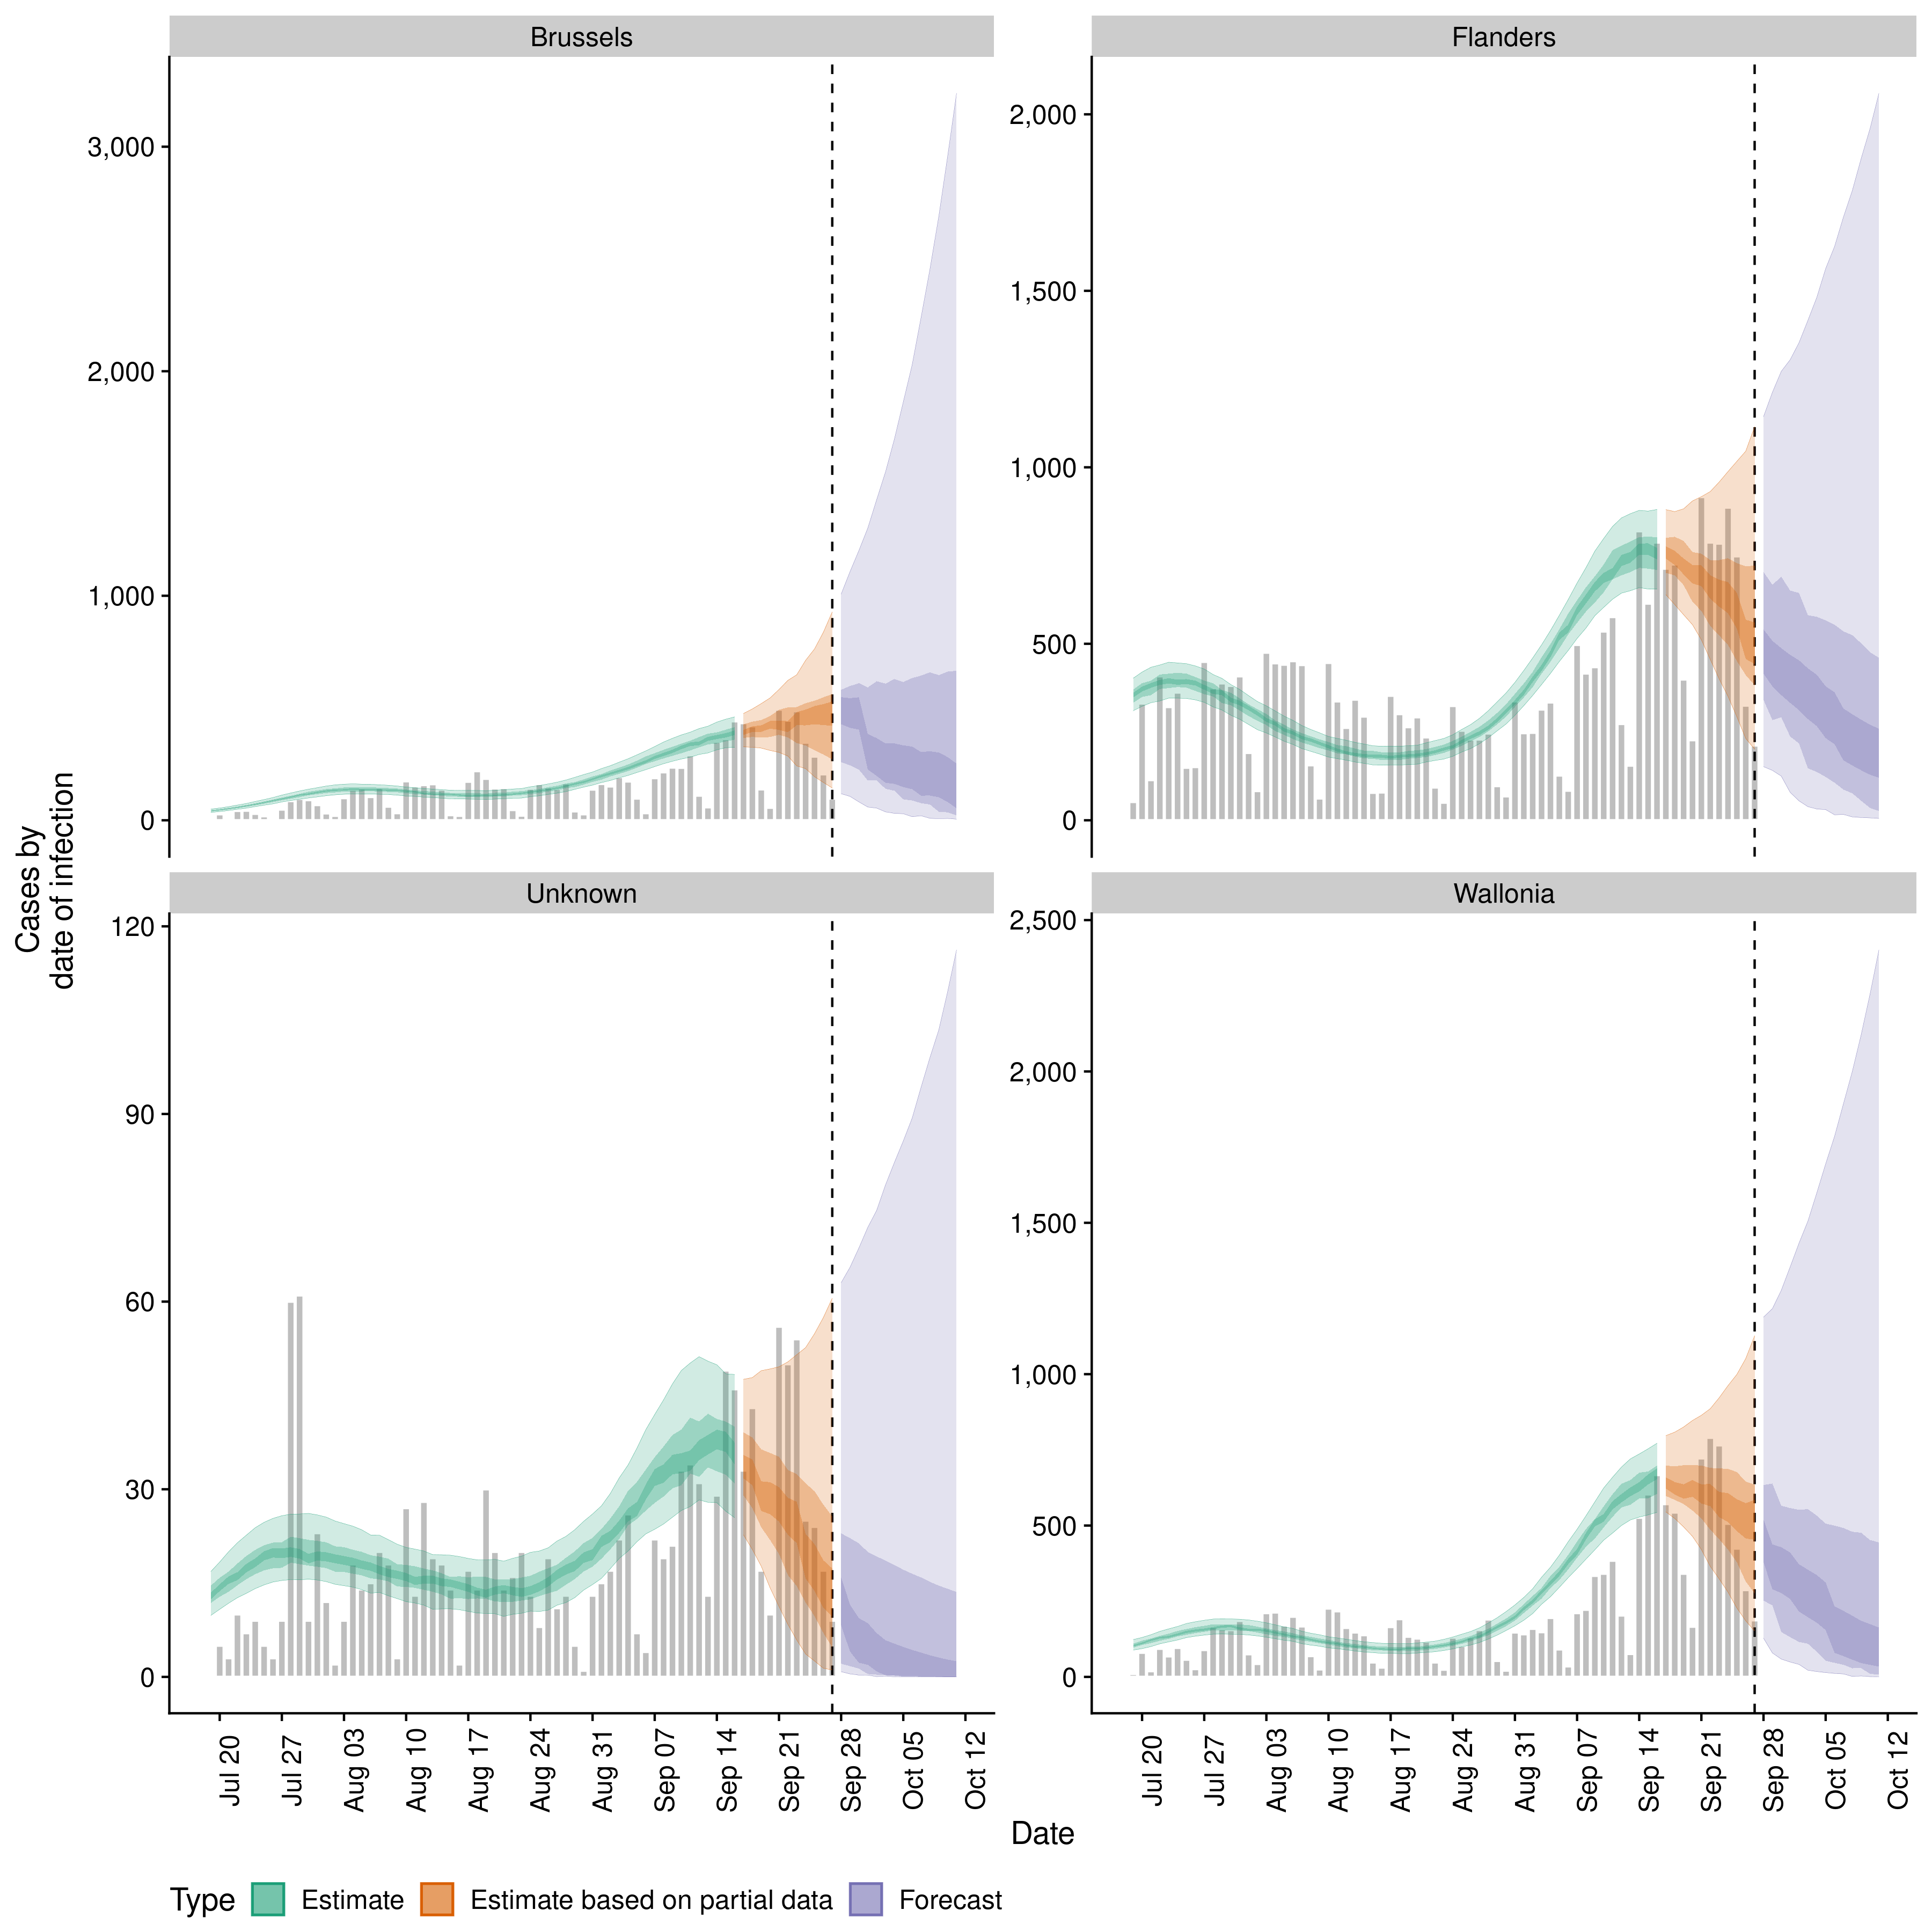 Brussels
Flanders
3,000
2,000
1,000
0
2,000
1,500
1,000
500
0
Cases by
date of infection
Unknown
Wallonia
120
90
60
30
0
2,500
2,000
1,500
1,000
500
0
Jul 20
Jul 27
Aug 03
Aug 10
Aug 17
Aug 24
Aug 31
Sep 07
Sep 14
Sep 21
Sep 28
Oct 05
Oct 12
Jul 20
Jul 27
Aug 03
Aug 10
Aug 17
Aug 24
Aug 31
Sep 07
Sep 14
Sep 21
Sep 28
Oct 05
Oct 12
Date
Type Estimate Estimate based on partial data Forecast